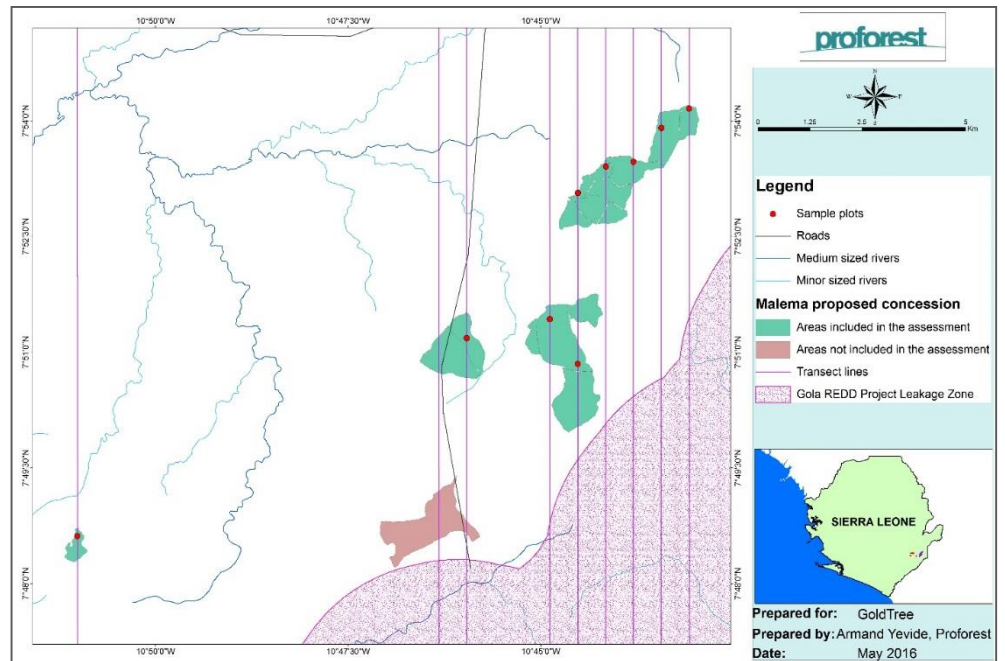 10°50'0"W
10°47'30"W
10°45'0"W
7°54'0"N
7°52'30"N
7°51'0"N
7°49'30"N
7°48'0"N
7°54'0"N
7°52'30"N
7°51'0"N
7°49'30"N
7°48'0"N
10°50'0"W
10°47'30"W
10°45'0"W
proforest
N
W
E
S
0 1.25 2.5 5
Km
Legend
Sample plots
Roads
Medium sized rivers
Minor sized rivers
Malema proposed concession
Areas included in the assessment
Areas not included in the assessment
Transect lines
Gola REDD Project Leakage Zone
SIERRA LEONE
Prepared for: GoldTree
Prepared by: Armand Yevide, Proforest
Date: May 2016